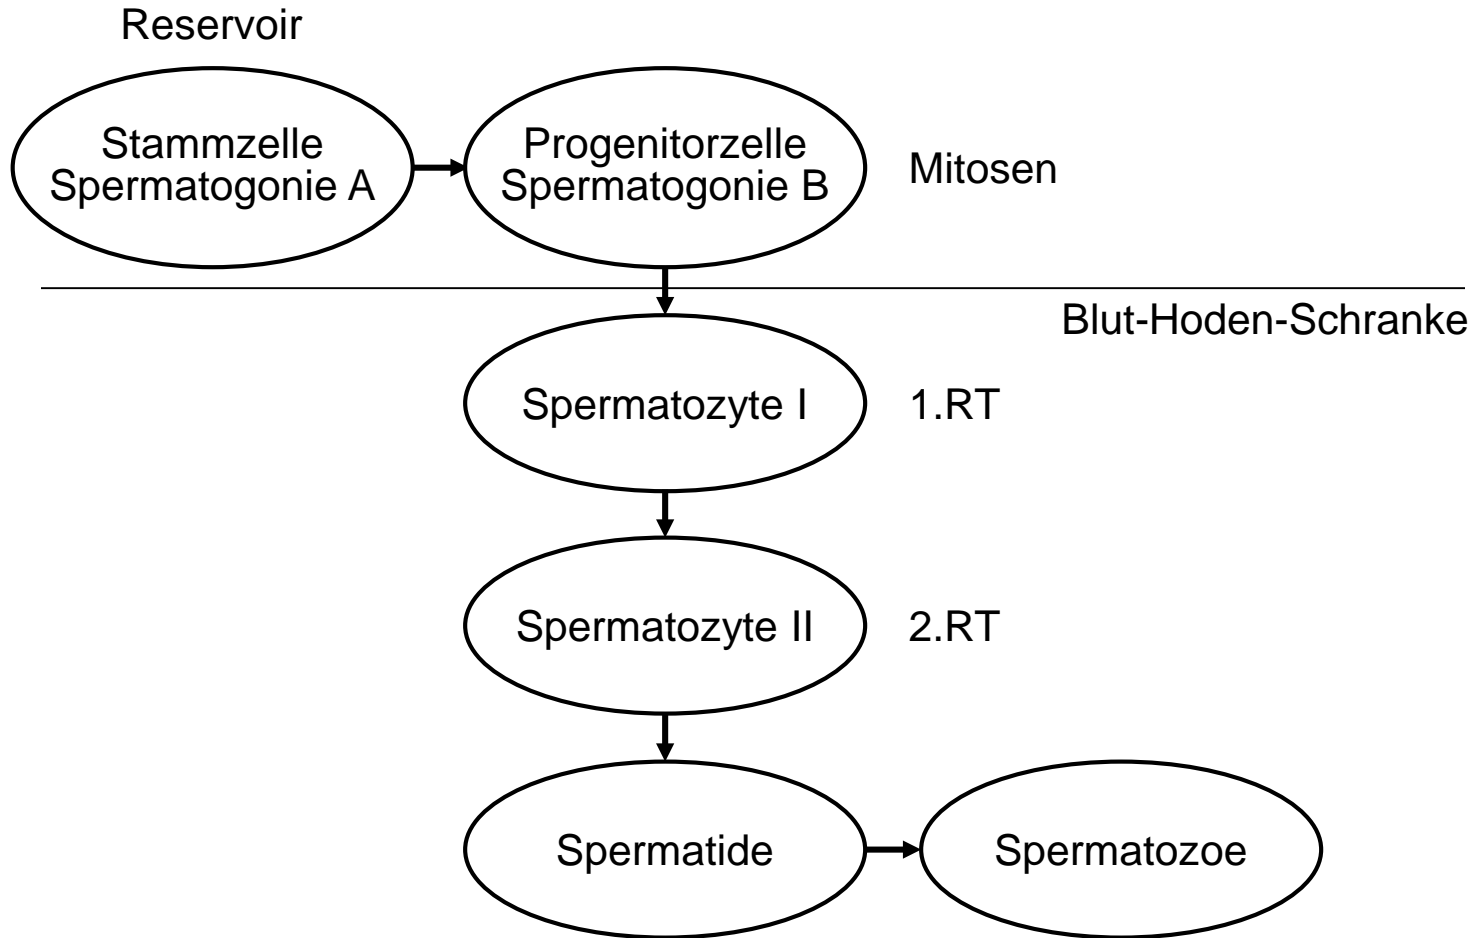 Reservoir
Stammzelle
Spermatogonie A
Progenitorzelle
Spermatogonie B
Mitosen
Blut-Hoden-Schranke
Spermatozyte I
1.RT
Spermatozyte II
2.RT
Spermatide
Spermatozoe